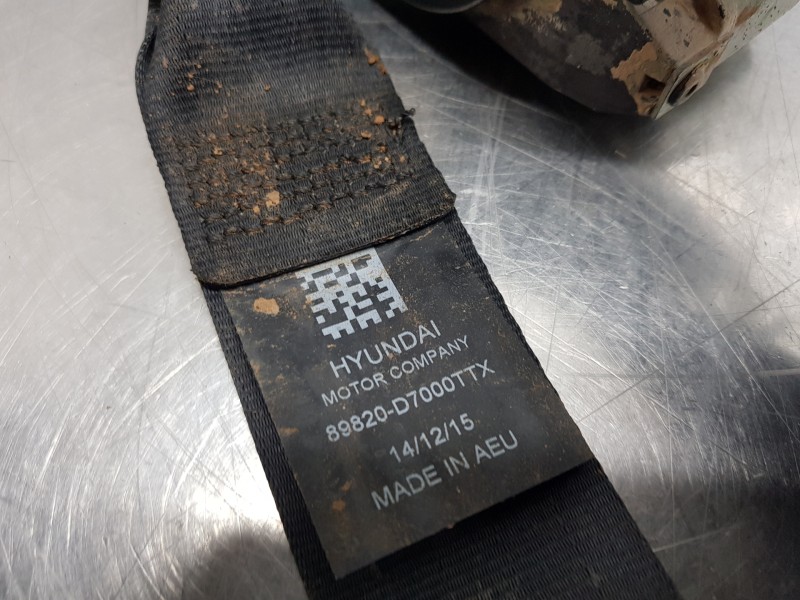 HYUNDAI
MOTOR COMPANY
89820-D7000TTX
14/12/15
MADE IN AEU